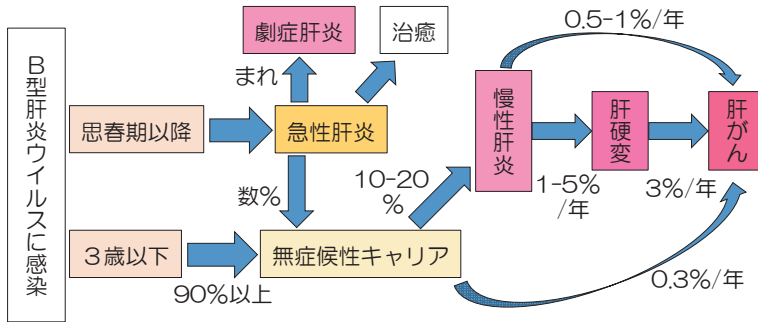 B型肝炎ウイルスに感染
思春期以降
３歳以下
劇症肝炎
治癒
まれ
急性肝炎
数%
90%以上
無症候性キャリア
10-20
%
慢性肝炎
1-5%
/年
肝硬変
3%/年
肝がん
0.5-1%/年
0.3%/年